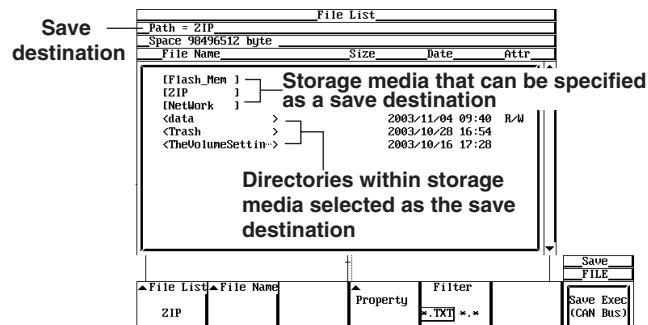 File List
Save destination
Path = ZIP
Space 98496512 byte
File Name Size Date Attr
[Flash_Mem ]
[ZIP ]
[NetWork ]
Storage media that can be specified
as a save destination
<data > 2003/11/04 09:40 R/W
<Trash > 2003/10/28 16:54
<TheVolumeSettin…> 2003/10/16 17:28
Directories within storage
media selected as the save
destination
Save
FILE
File List
ZIP
File Name
Property
Filter
*.TXT *.*
Save Exec
(CAN Bus)